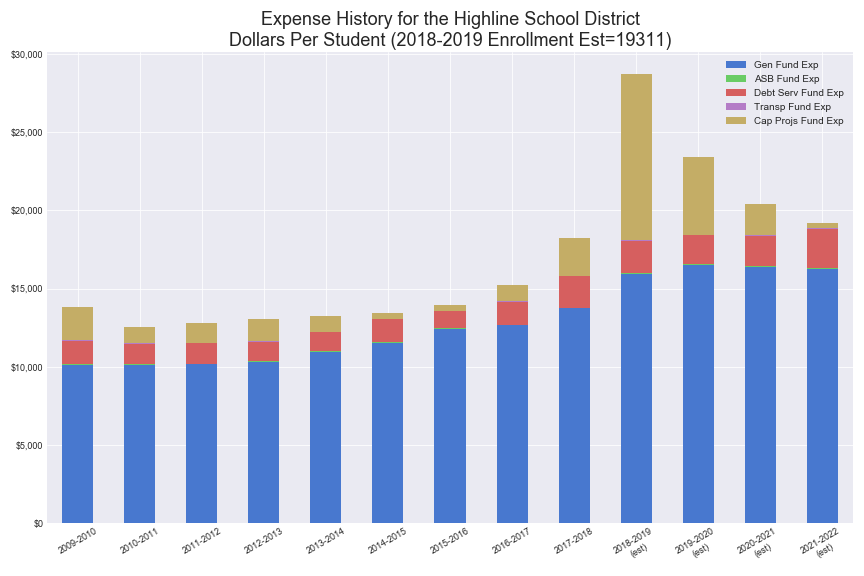 Expense History for the Highline School District
Dollars Per Student (2018-2019 Enrollment Est=19311)
$30,000
$25,000
$20,000
$15,000
$10,000
$5,000
$0
Gen Fund Exp
ASB Fund Exp
Debt Serv Fund Exp
Transp Fund Exp
Cap Projs Fund Exp
2009-2010
2010-2011
2011-2012
2012-2013
2013-2014
2014-2015
2015-2016
2016-2017
2017-2018
2018-2019
(est)
2019-2020
(est)
2020-2021
(est)
2021-2022
(est)